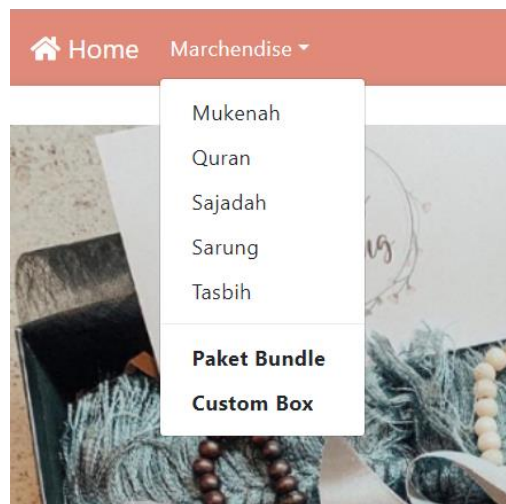 Home Marchendise
Mukenah
Quran
Sajadah
Sarung
Tasbih
Paket Bundle
Custom Box